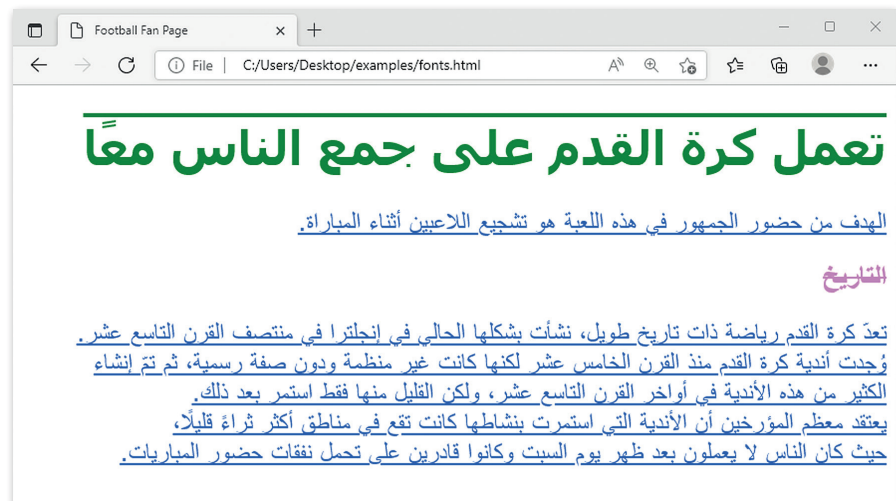 Football Fan Page
File
C:/Users/Desktop/examples/fonts.html
تعمل كرة القدم على جمع الناس معًا
الهدف من حضور الجمهور في هذه اللعبة هو تشجيع اللاعبين أثناء المباراة.
التاريخ
تعدّ كرة القدم رياضة ذات تاريخ طويل، نشأت بشكلها الحالي في إنجلترا في منتصف القرن التاسع عشر.
وُجدت أندية كرة القدم منذ القرن الخامس عشر لكنها كانت غير منظمة ودون صفة رسمية، ثم تمّ إنشاء
الكثير من هذه الأندية في أواخر القرن التاسع عشر، ولكن القليل منها فقط استمر بعد ذلك.
يعتقد معظم المؤرخين أن الأندية التي استمرت بنشاطها كانت تقع في مناطق أكثر ثراءً قليلًا،
حيث كان الناس لا يعملون بعد ظهر يوم السبت وكانوا قادرين على تحمل نفقات حضور المباريات.